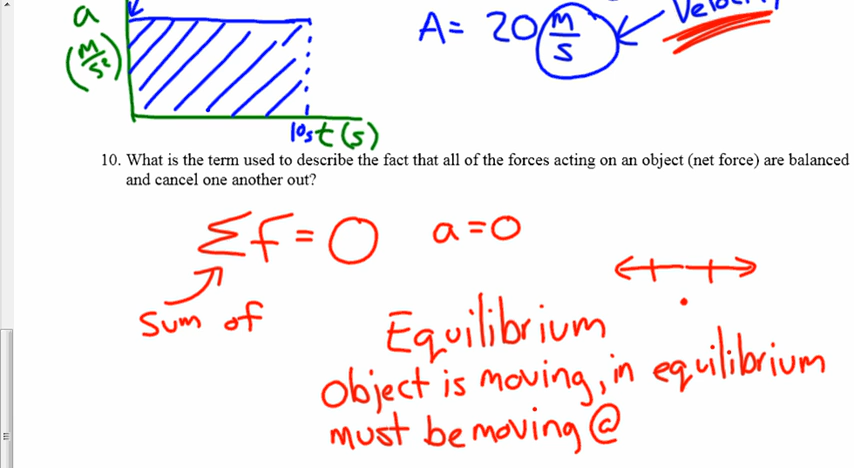 a
(m/s²)
A = 20 m/s
10s t(s)
10. What is the term used to describe the fact that all of the forces acting on an object (net force) are balanced
and cancel one another out?
Σf = 0 a = 0
Sum of
Equilibrium
Object is moving, in equilibrium
must be moving @